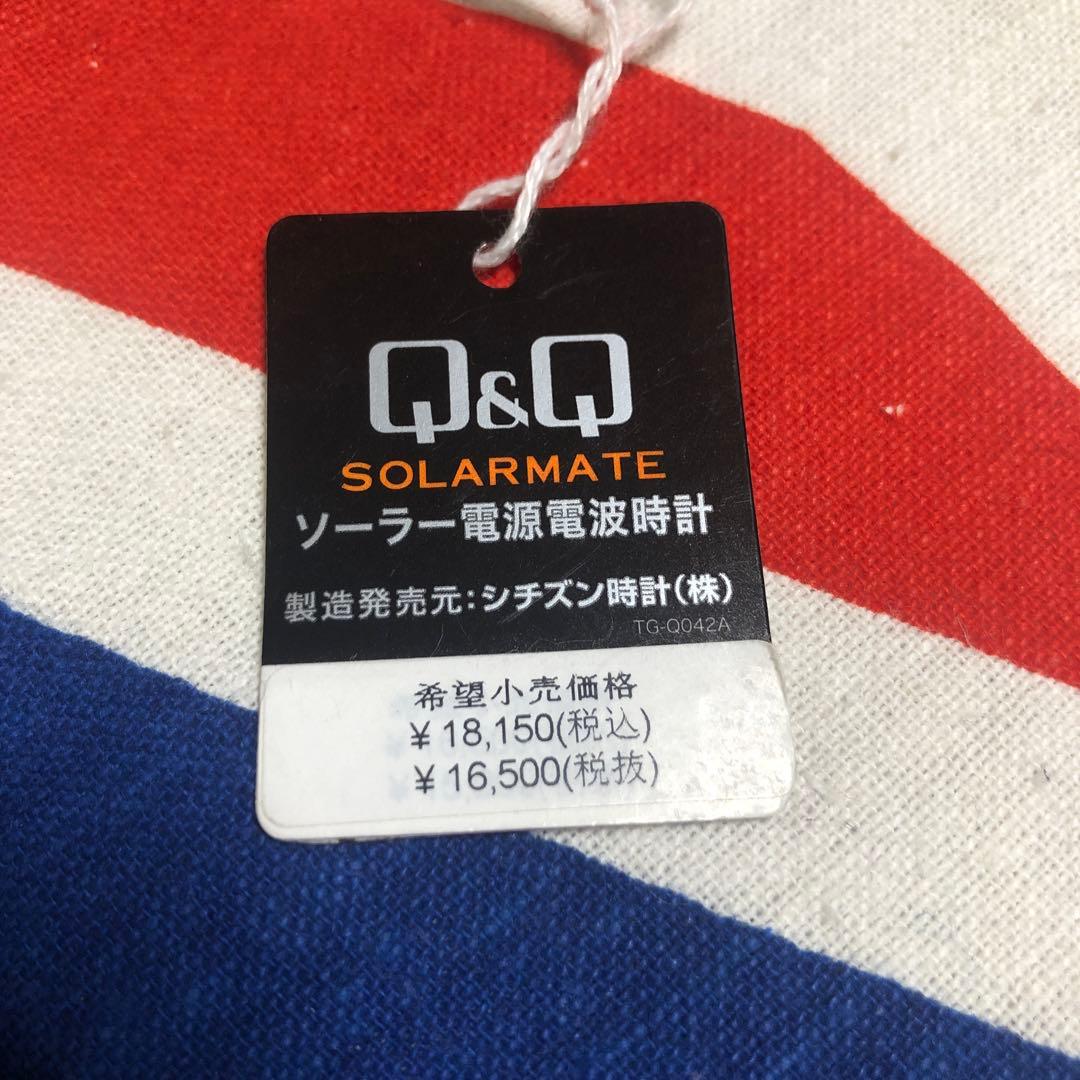 Q&Q
SOLARMATE
ソーラー電源電波時計
製造発売元:シチズン時計(株)
TG-Q042A
希望小売価格
¥18,150(税込)
¥16,500(税抜)